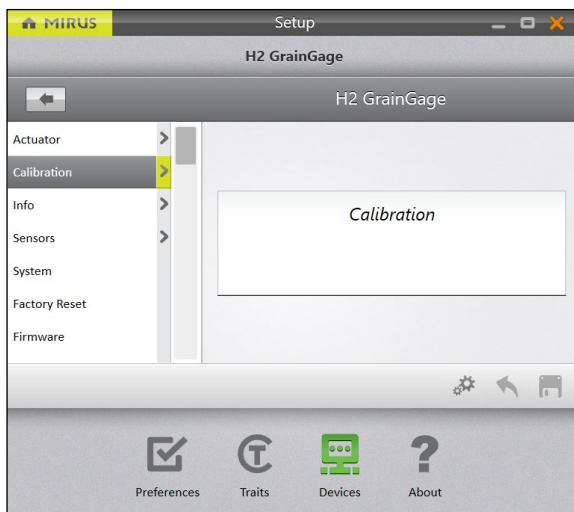 MIRUS Setup
H2 GrainGage
H2 GrainGage
Actuator
Calibration
Info
Sensors
System
Factory Reset
Firmware
Calibration
Preferences Traits Devices About